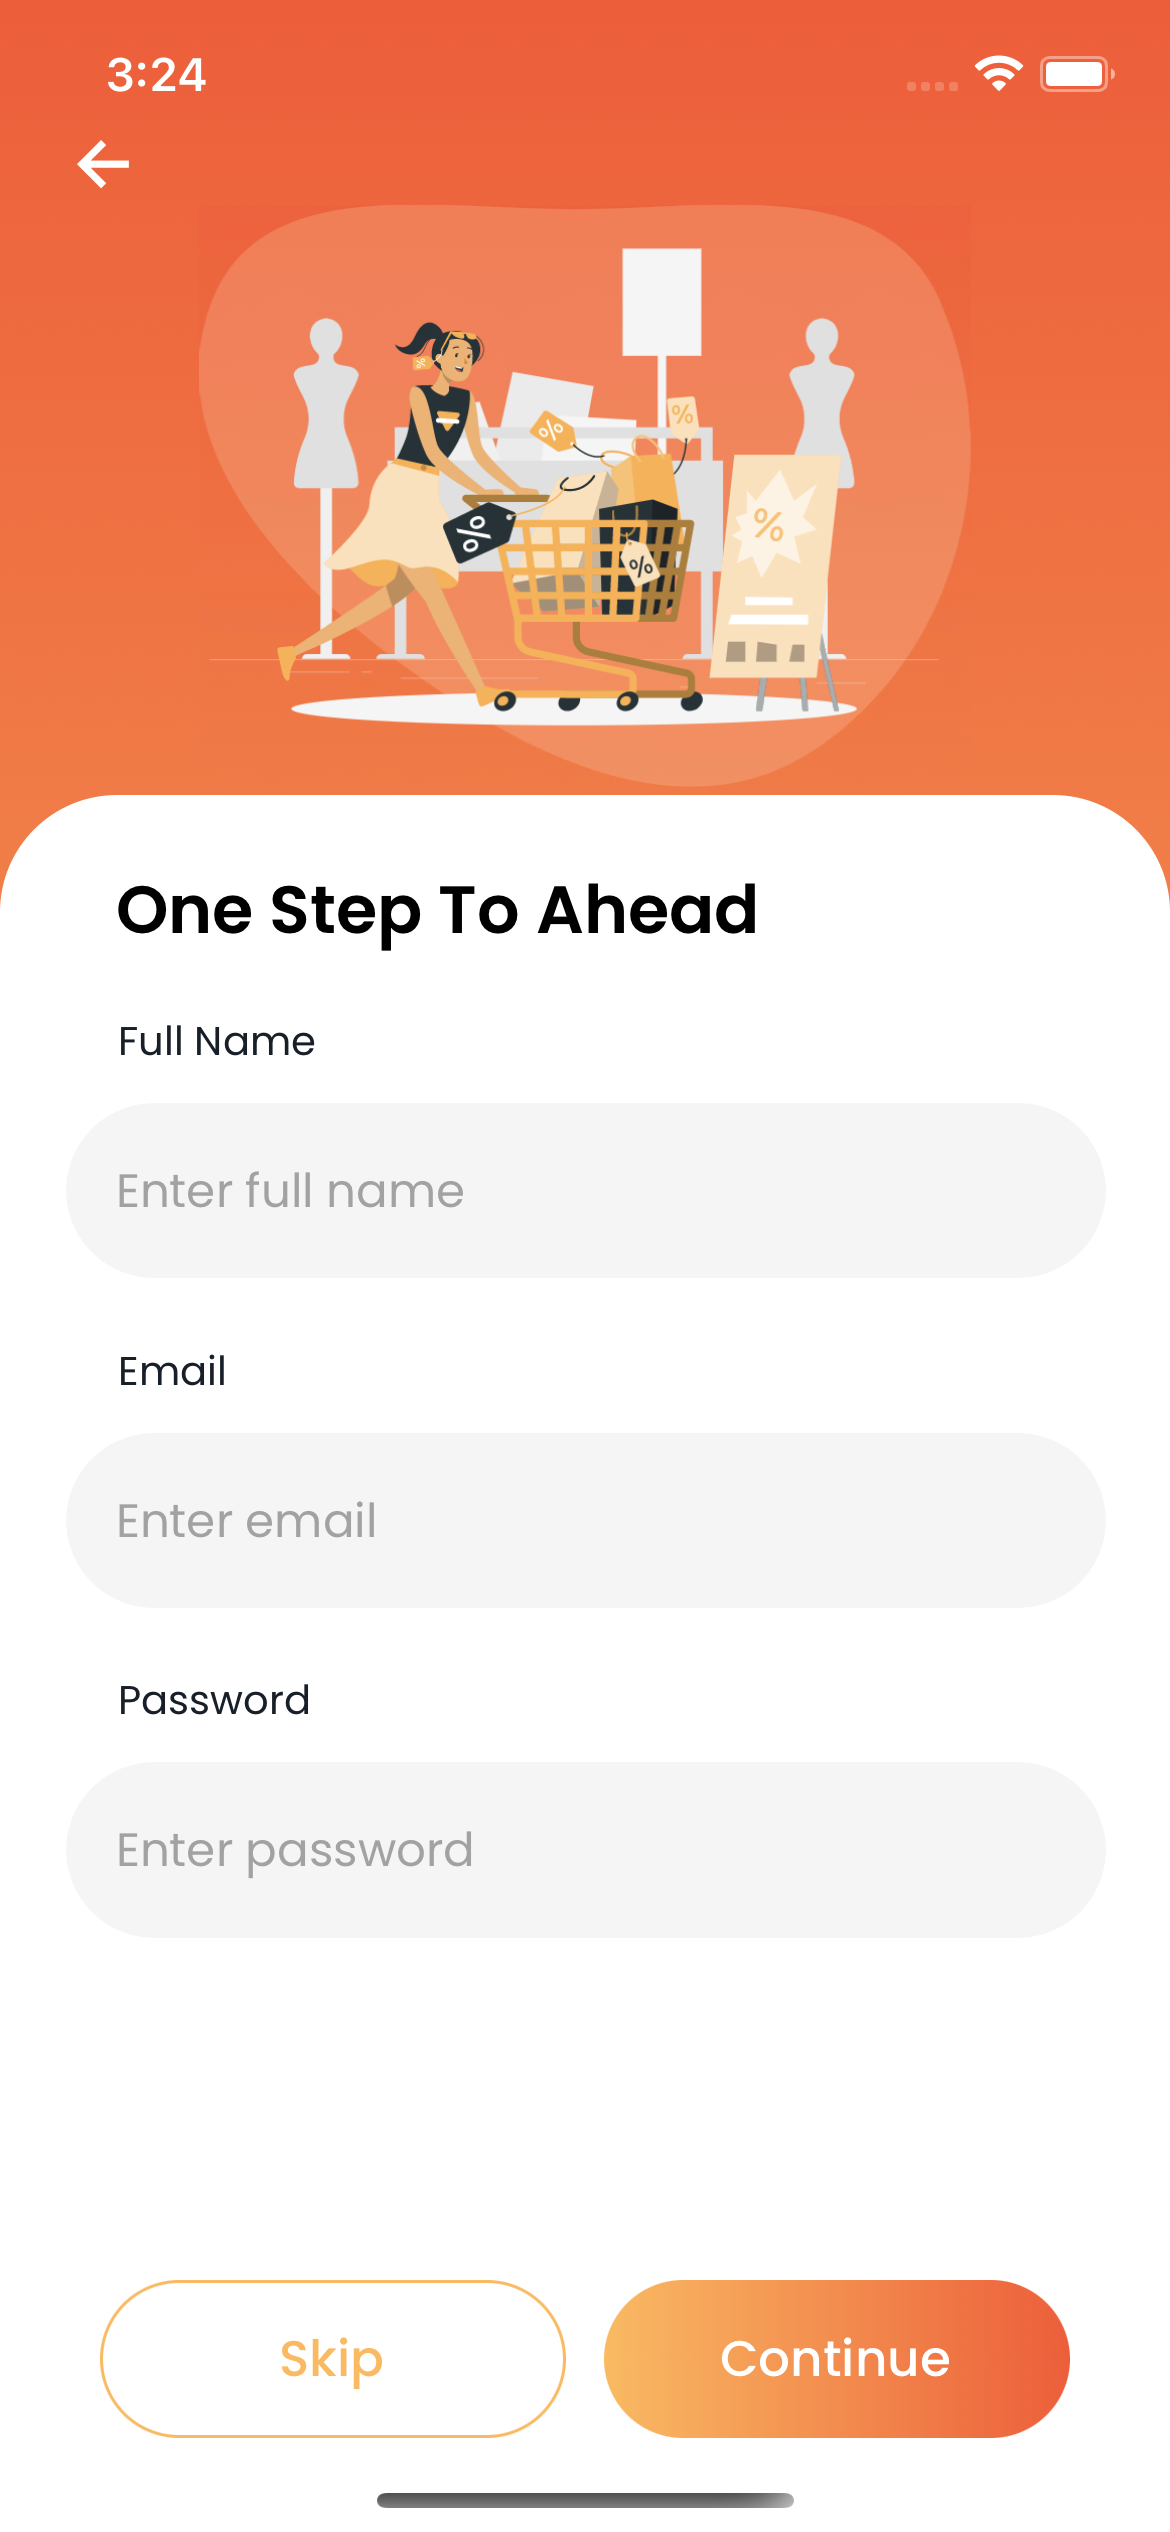 3:24
%
%
%
%
%
%
One Step To Ahead
Full Name
Enter full name
Email
Enter email
Password
Enter password
Skip
Continue